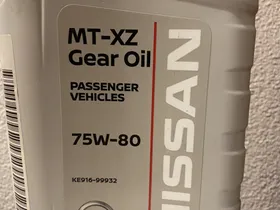 MT-XZ
Gear Oil
PASSENGER
VEHICLES
75W-80
KE916-99932
NISSAN